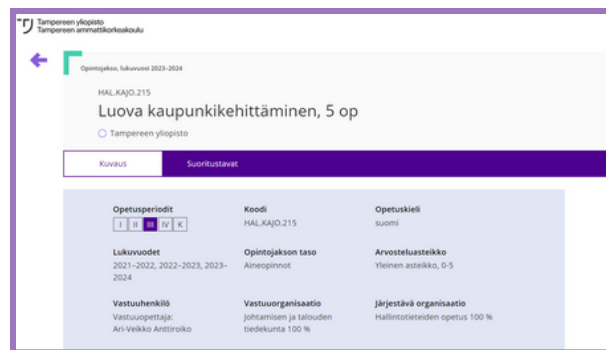 Tampereen yliopisto
Tampereen ammattikorkeakoulu
Opintojakso, lukuvuosi 2023–2024
HAL.KAJO.215
Luova kaupunkikehittäminen, 5 op
Tampereen yliopisto
Kuvaus
Suoritustavat
Opetusperiodit
I II III IV K
Koodi
HAL.KAJO.215
Opetuskieli
suomi
Lukuvuodet
2021–2022, 2022–2023, 2023–
2024
Opintojakson taso
Aineopinnot
Arvosteluasteikko
Yleinen asteikko, 0-5
Vastuuhenkilö
Vastuuopettaja:
Ari-Veikko Anttiroiko
Vastuuorganisaatio
Johtamisen ja talouden
tiedekunta 100 %
Järjestävä organisaatio
Hallintotieteiden opetus 100 %